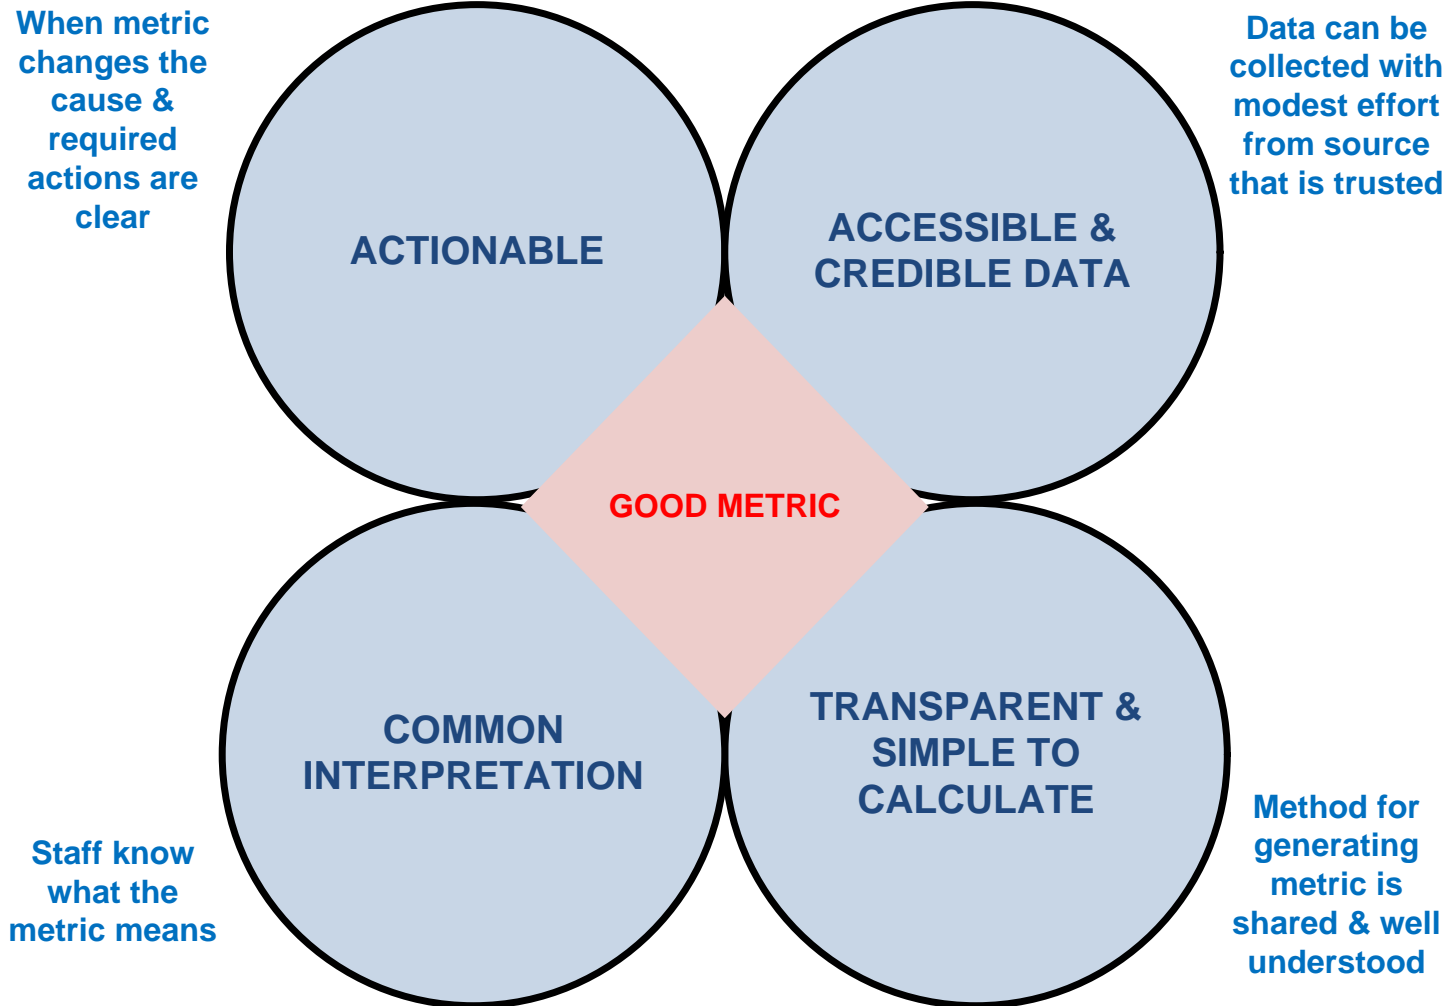 When metric
changes the
cause &
required
actions are
clear
Data can be
collected with
modest effort
from source
that is trusted
ACTIONABLE
ACCESSIBLE &
CREDIBLE DATA
GOOD METRIC
COMMON
INTERPRETATION
TRANSPARENT &
SIMPLE TO
CALCULATE
Staff know
what the
metric means
Method for
generating
metric is
shared & well
understood